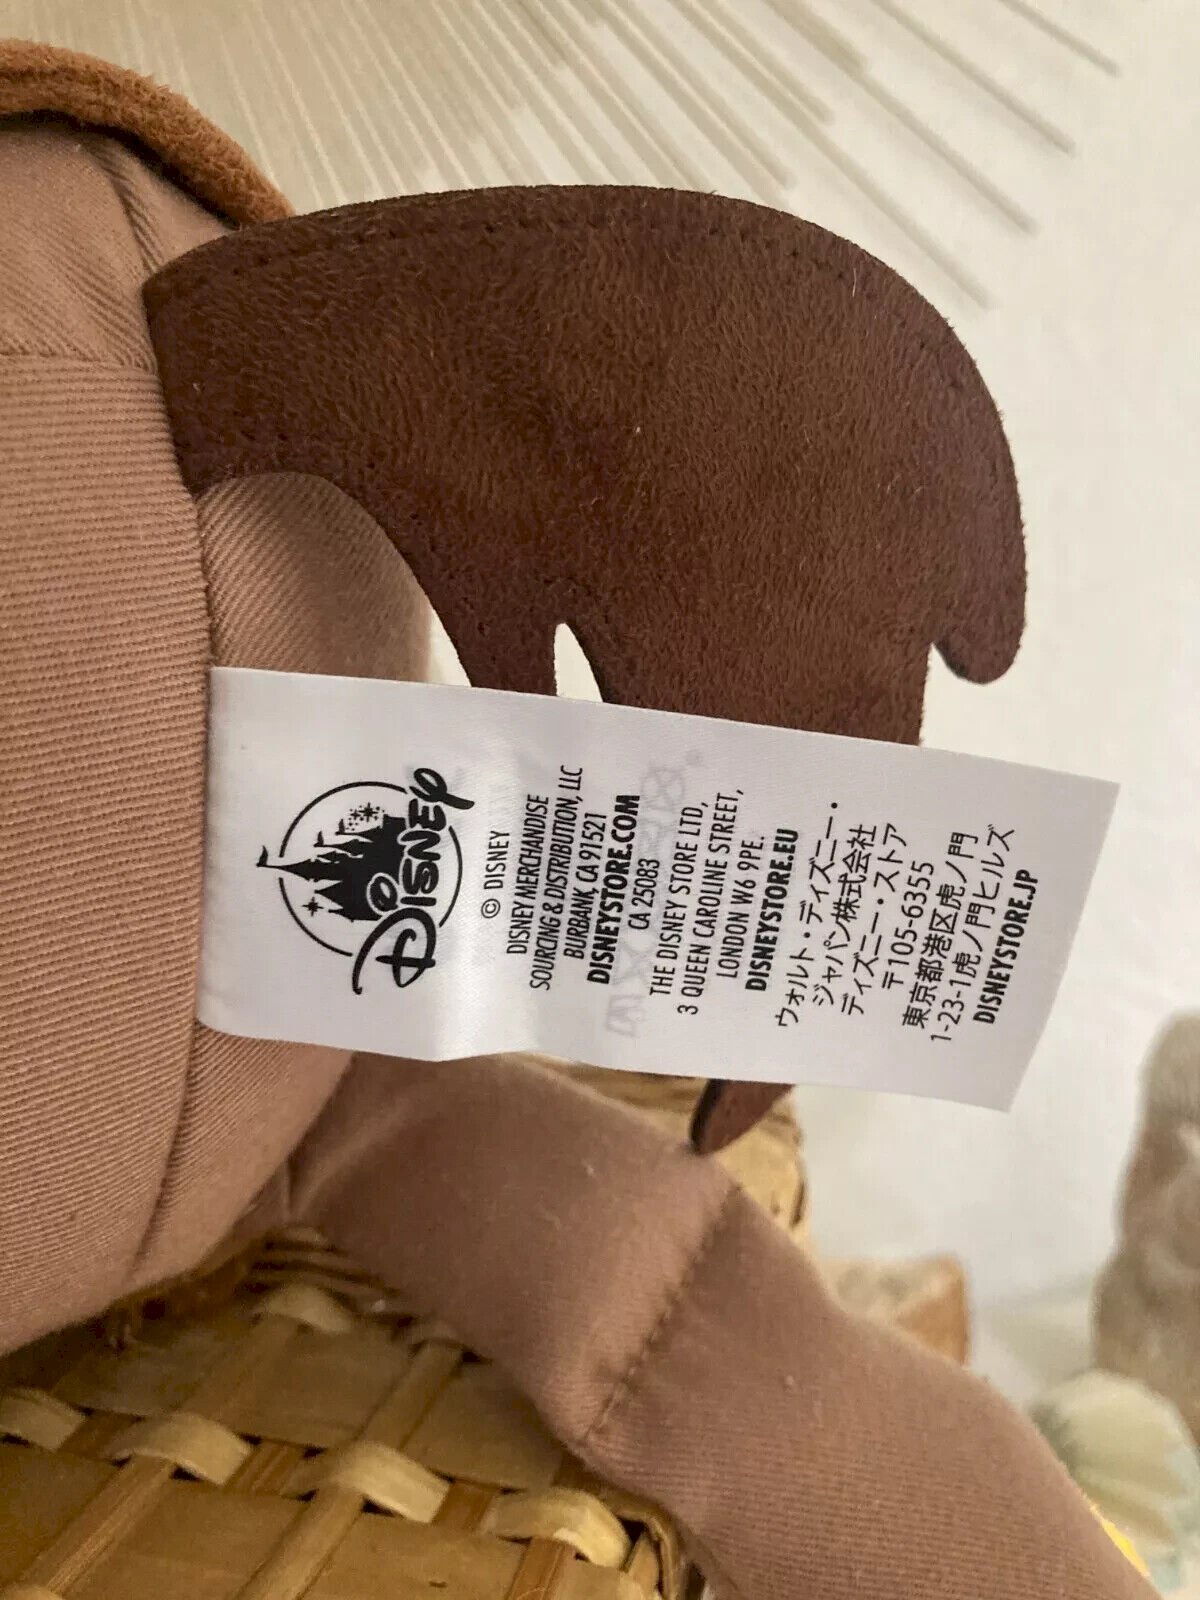 Disney
© DISNEY
DISNEY MERCHANDISE
SOURCING & DISTRIBUTION, LLC
BURBANK, CA 91521
DISNEYSTORE.COM
CA 25083
THE DISNEY STORE LTD,
3 QUEEN CAROLINE STREET,
LONDON W6 9PE.
DISNEYSTORE.EU
ウォルト・ディズニー・
ジャパン株式会社
ディズニー・ストア
〒105-6355
東京都港区虎ノ門
1-23-1虎ノ門ヒルズ
DISNEYSTORE.JP